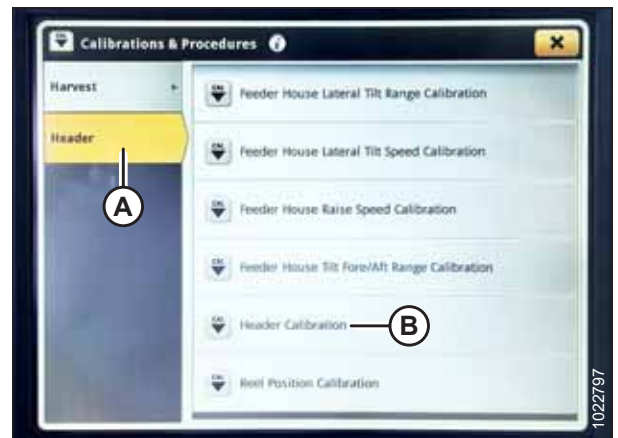 Calibrations & Procedures
Harvest
Header
Feeder House Lateral Tilt Range Calibration
Feeder House Lateral Tilt Speed Calibration
Feeder House Raise Speed Calibration
Feeder House Tilt Fore/Aft Range Calibration
Header Calibration
Reel Position Calibration
A
B
1022797